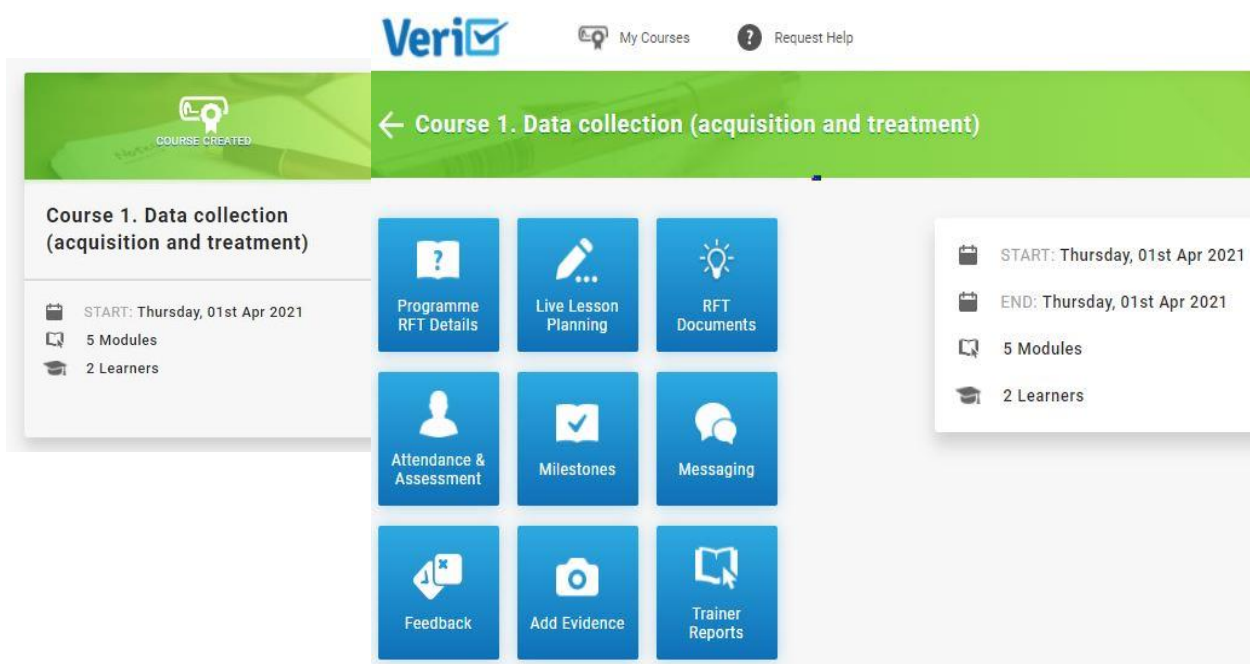 Veri
My Courses
Request Help
COURSE CREATED
Course 1. Data collection
(acquisition and treatment)
START: Thursday, 01st Apr 2021
5 Modules
2 Learners
Course 1. Data collection (acquisition and treatment)
Programme
RFT Details
Live Lesson
Planning
RFT
Documents
Attendance &
Assessment
Milestones
Messaging
Feedback
Add Evidence
Trainer
Reports
START: Thursday, 01st Apr 2021
END: Thursday, 01st Apr 2021
5 Modules
2 Learners